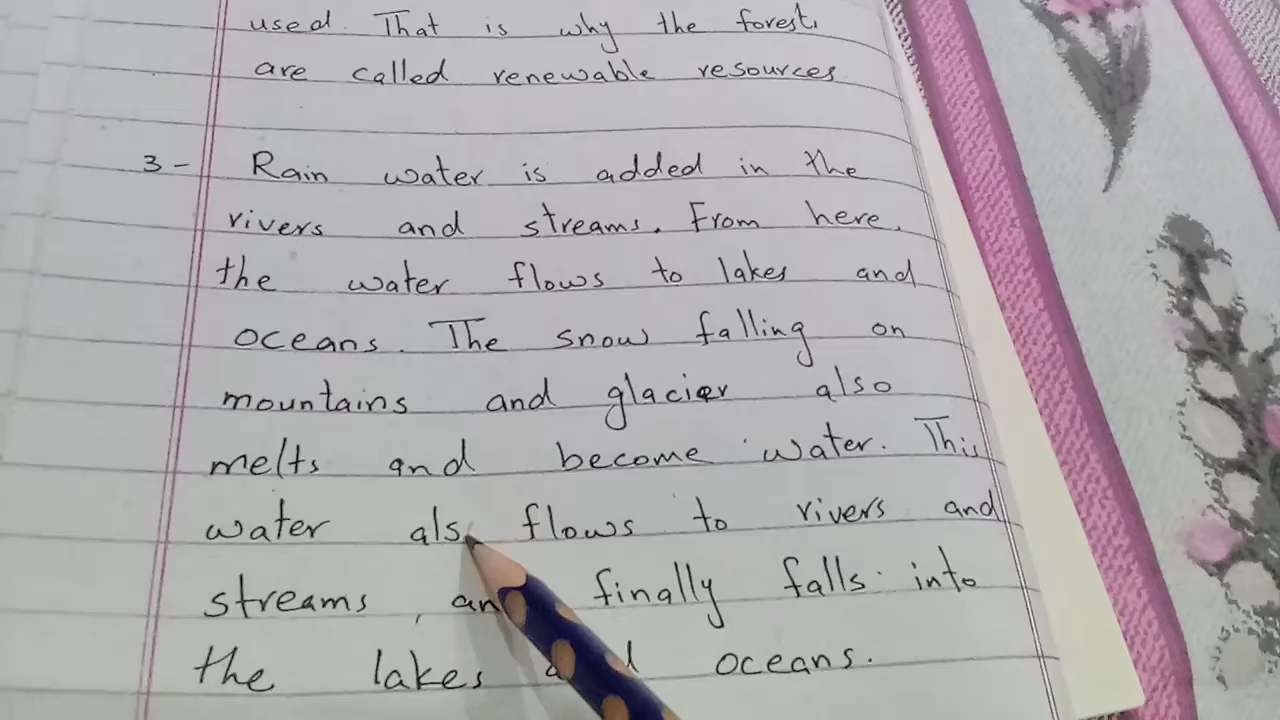 used. That is why the forest
are called renewable resources
3- Rain water is added in the
rivers and streams. From here,
the water flows to lakes and
oceans. The snow falling on
mountains and glacier also
melts and become water. This
water als flows to rivers and
streams, an finally falls into
the lakes oceans.